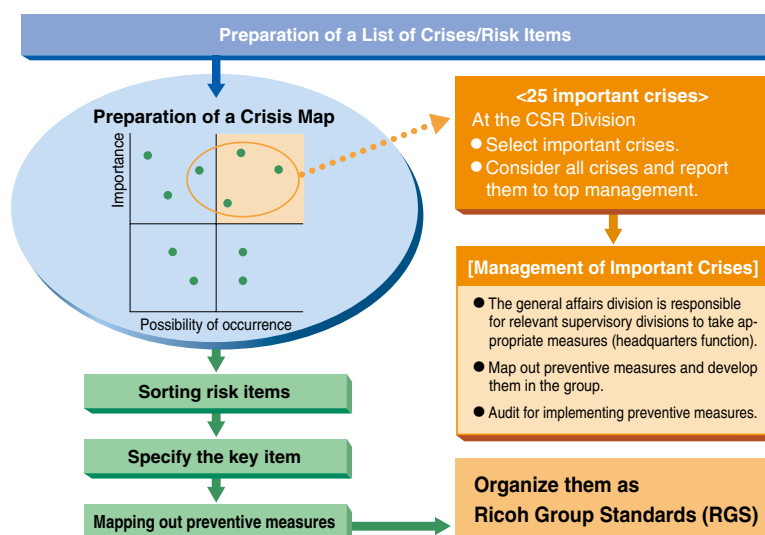 Preparation of a List of Crises/Risk Items
Preparation of a Crisis Map
Importance
Possibility of occurrence
<25 important crises>
At the CSR Division
● Select important crises.
● Consider all crises and report
them to top management.
[Management of Important Crises]
● The general affairs division is responsible
for relevant supervisory divisions to take ap-
propriate measures (headquarters function).
● Map out preventive measures and develop
them in the group.
● Audit for implementing preventive measures.
Sorting risk items
Specify the key item
Mapping out preventive measures
Organize them as
Ricoh Group Standards (RGS)